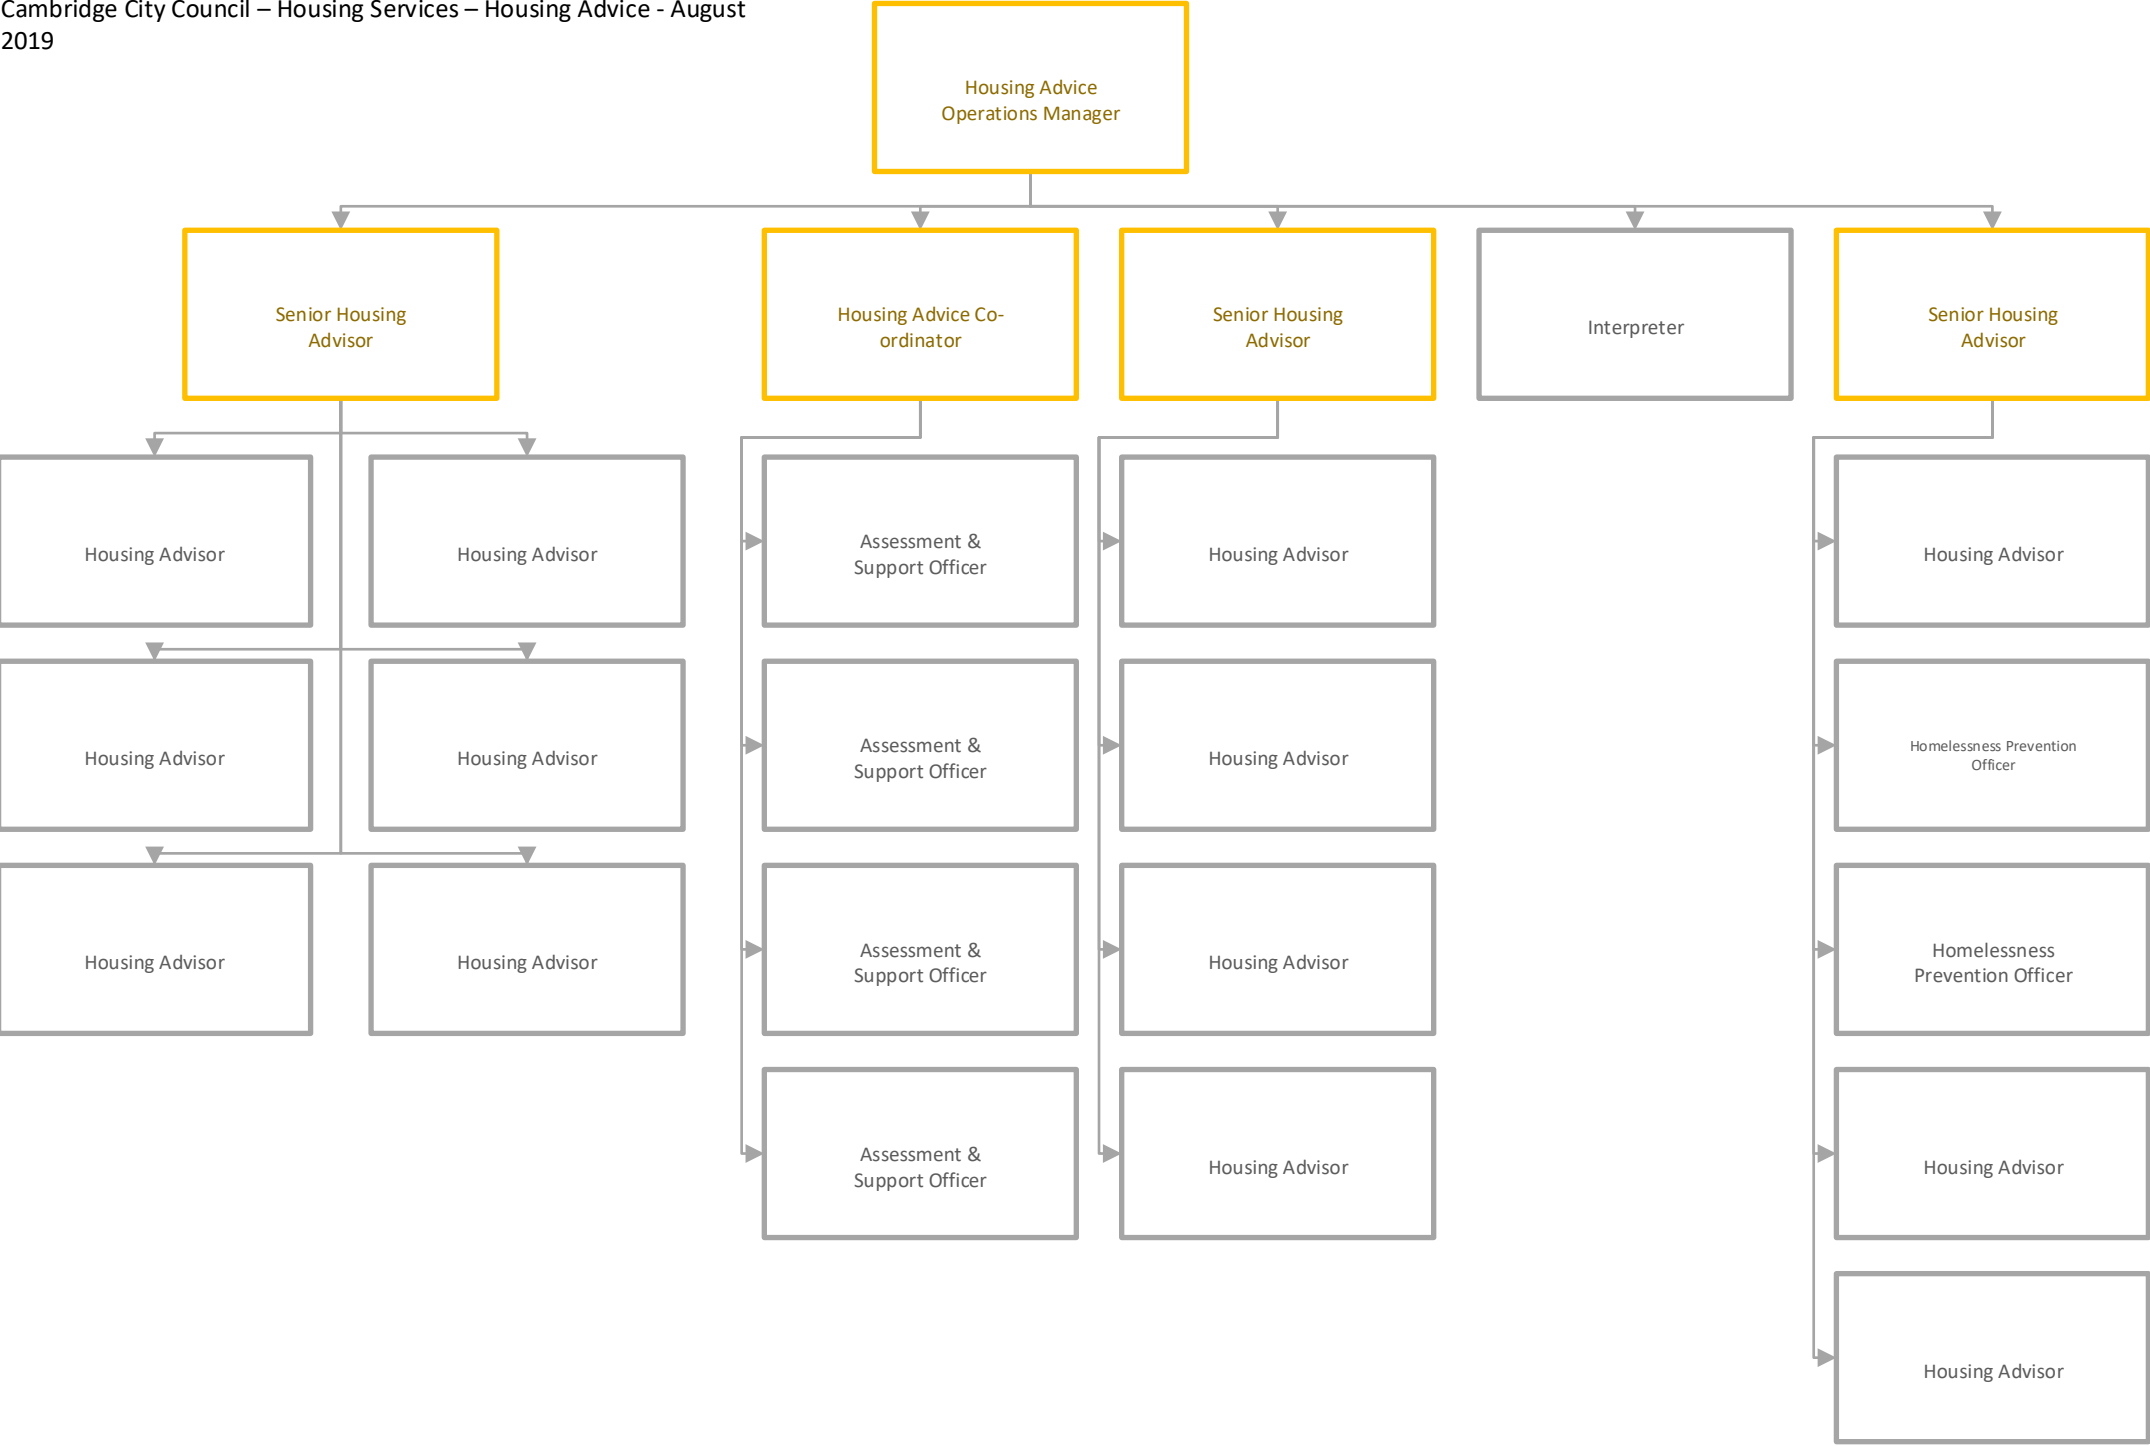 Cambridge City Council – Housing Services – Housing Advice - August
2019
Housing Advice
Operations Manager
Senior Housing
Advisor
Housing Advice Co-
ordinator
Senior Housing
Advisor
Interpreter
Senior Housing
Advisor
Housing Advisor
Housing Advisor
Assessment &
Support Officer
Housing Advisor
Housing Advisor
Housing Advisor
Housing Advisor
Assessment &
Support Officer
Housing Advisor
Homelessness Prevention
Officer
Housing Advisor
Housing Advisor
Assessment &
Support Officer
Housing Advisor
Homelessness
Prevention Officer
Assessment &
Support Officer
Housing Advisor
Housing Advisor
Housing Advisor